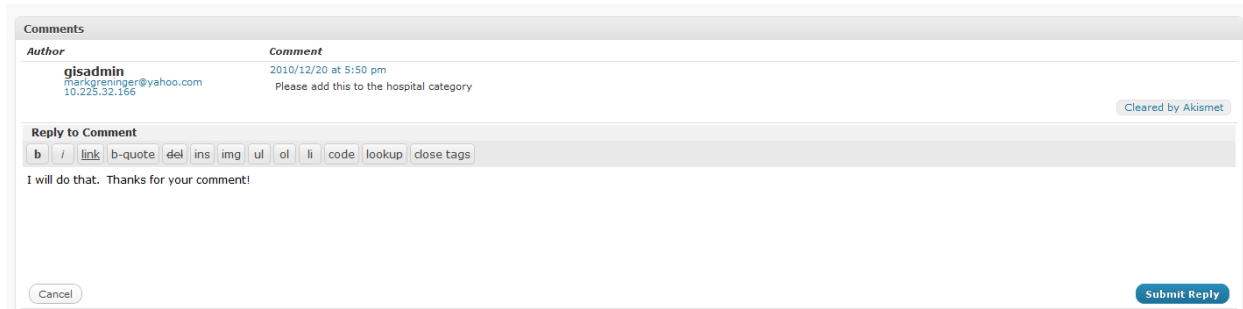 Comments
Author Comment
gisadmin 2010/12/20 at 5:50 pm
markgreninger@yahoo.com Please add this to the hospital category
10.225.32.166
Cleared by Akismet
Reply to Comment
b i link b-quote del ins img ul ol li code lookup close tags
I will do that.  Thanks for your comment!
Cancel Submit Reply